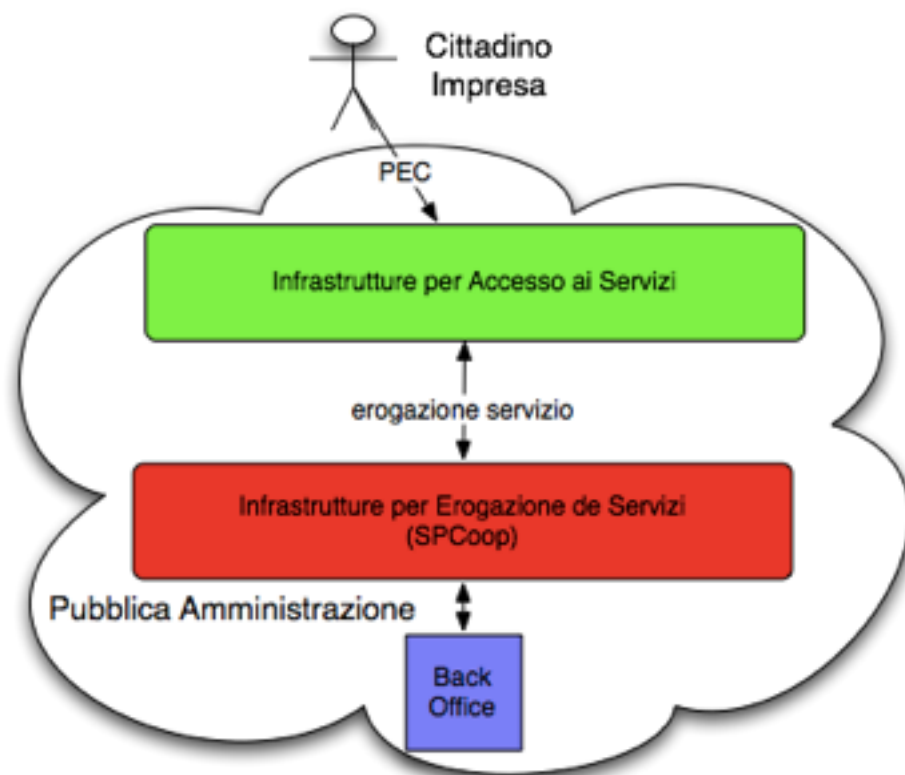 Cittadino
Impresa
PEC
Infrastrutture per Accesso ai Servizi
erogazione servizio
Infrastrutture per Erogazione de Servizi
(SPCoop)
Pubblica Amministrazione
Back
Office